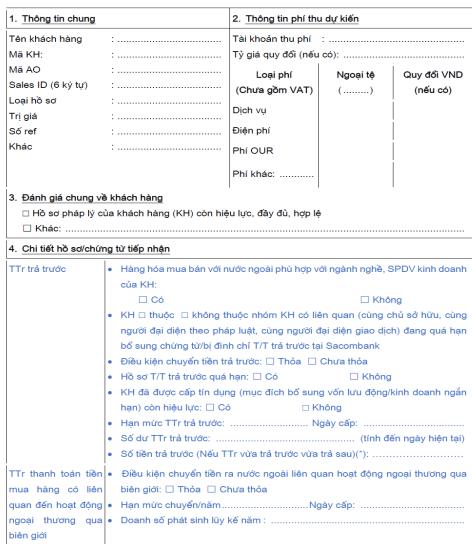 1. Thông tin chung
2. Thông tin phí thu dự kiến
Tên khách hàng : ........................................
Mã KH: : ........................................
Mã AO : ........................................
Sales ID (6 ký tự) : ........................................
Loại hồ sơ : ........................................
Trị giá : ........................................
Số ref : ........................................
Khác : ........................................
Tài khoản thu phí : ........................................
Tỷ giá quy đổi (nếu có): ........................................
Loại phí Ngoại tệ Quy đổi VND
(Chưa gồm VAT) (.........) (nếu có)
Dịch vụ
Điện phí
Phí OUR
Phí khác: ............
3. Đánh giá chung về khách hàng
☐ Hồ sơ pháp lý của khách hàng (KH) còn hiệu lực, đầy đủ, hợp lệ
☐ Khác: ........................................
4. Chi tiết hồ sơ/chứng từ tiếp nhận
TTr trả trước
• Hàng hóa mua bán với nước ngoài phù hợp với ngành nghề, SPDV kinh doanh
của KH:
☐ Có ☐ Không
• KH ☐ thuộc ☐ không thuộc nhóm KH có liên quan (cùng chủ sở hữu, cùng
người đại diện theo pháp luật, cùng người đại diện giao dịch) đang quá hạn
bổ sung chứng từ/bị đình chỉ T/T trả trước tại Sacombank
• Điều kiện chuyển tiền trả trước: ☐ Thỏa ☐ Chưa thỏa
• Hồ sơ T/T trả trước quá hạn: ☐ Có ☐ Không
• KH đã được cấp tín dụng (mục đích bổ sung vốn lưu động/kinh doanh ngắn
hạn) còn hiệu lực: ☐ Có ☐ Không
• Hạn mức TTr trả trước: ........................ Ngày cấp: ........................
• Số dư TTr trả trước: ........................................ (tính đến ngày hiện tại)
• Số tiền trả trước (Nếu TTr vừa trả trước vừa trả sau)(*): ........................
TTr thanh toán tiền
mua hàng có liên
quan đến hoạt động
ngoại thương qua
biên giới
• Điều kiện chuyển tiền ra nước ngoài liên quan hoạt động ngoại thương qua
biên giới: ☐ Thỏa ☐ Chưa thỏa
• Hạn mức chuyển/năm ........................ Ngày cấp: ........................
• Doanh số phát sinh lũy kế năm : ........................................